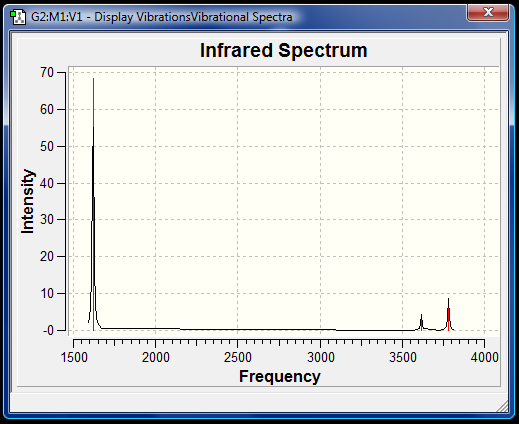 G2:M1:V1 - Display VibrationsVibrational Spectra
Infrared Spectrum
70
60
50
40
30
20
10
-0
Intensity
1500 2000 2500 3000 3500 4000
Frequency